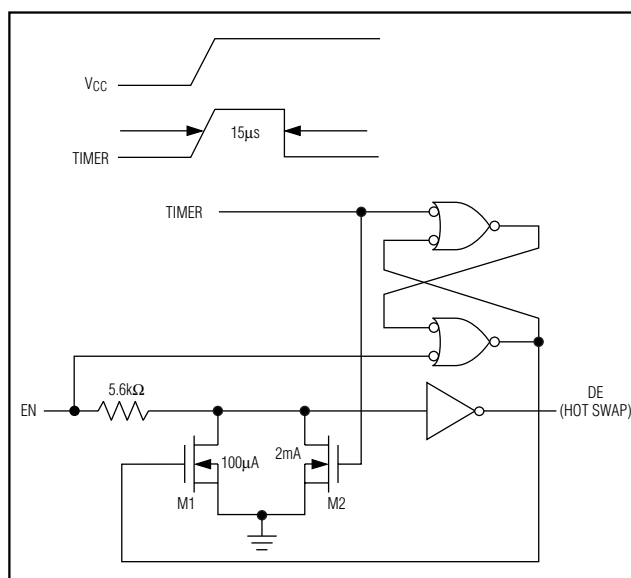 VCC
15μs
TIMER
TIMER
5.6kΩ
EN
DE
(HOT SWAP)
100μA
2mA
M1
M2